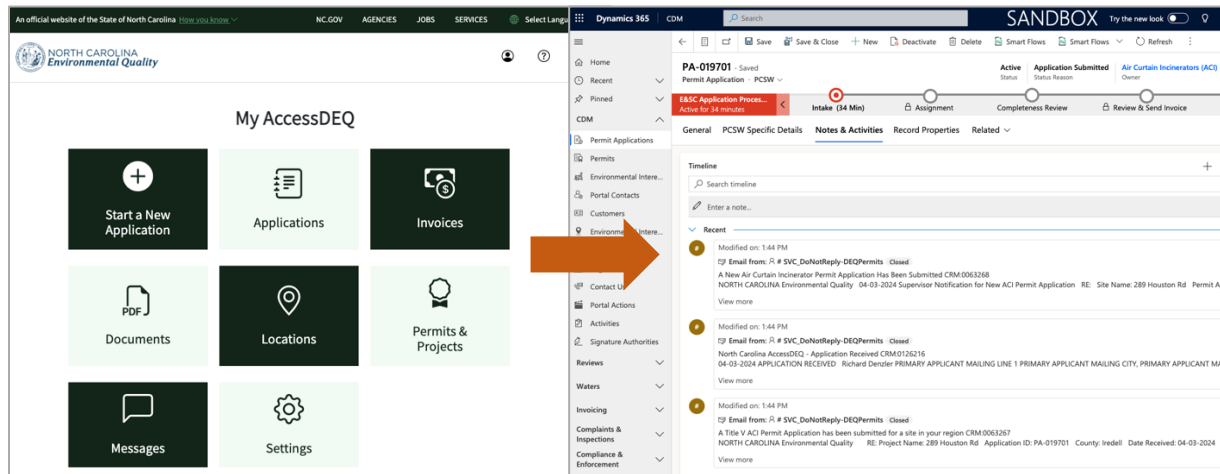 An official website of the State of North Carolina How you know
NC.GOV AGENCIES JOBS SERVICES Select Langu
NORTH CAROLINA
Environmental Quality
My AccessDEQ
Start a New
Application
Applications
Invoices
PDF
Documents
Locations
Permits &
Projects
Messages
Settings
Dynamics 365 CDM Search SANDBOX Try the new look
Save Save & Close New Deactivate Delete Smart Flows Smart Flows Refresh
Home
Recent
Pinned
CDM
Permit Applications
Permits
Environmental Intere...
Portal Contacts
Customers
Environmental Intere...
Contact Us
Portal Actions
Activities
Signature Authorities
Reviews
Waters
Invoicing
Complaints &
Inspections
Compliance &
Enforcement
PA-019701 - Saved
Permit Application · PCSW
Active Application Submitted Air Curtain Incinerators (ACI)
Status Status Reason Owner
E&SC Application Proces...
Active for 34 minutes
Intake (34 Min) Assignment Completeness Review Review & Send Invoice
General PCSW Specific Details Notes & Activities Record Properties Related
Timeline
Search timeline
Enter a note...
Recent
#
Modified on: 1:44 PM
Email from: # SVC_DoNotReply-DEQPermits Closed
A New Air Curtain Incinerator Permit Application Has Been Submitted CRM:0063268
NORTH CAROLINA Environmental Quality 04-03-2024 Supervisor Notification for New ACI Permit Application RE: Site Name: 289 Houston Rd Permit A
View more
#
Modified on: 1:44 PM
Email from: # SVC_DoNotReply-DEQPermits Closed
North Carolina AccessDEQ - Application Received CRM:0126216
04-03-2024 APPLICATION RECEIVED Richard Denzler PRIMARY APPLICANT MAILING LINE 1 PRIMARY APPLICANT MAILING CITY, PRIMARY APPLICANT MA
View more
#
Modified on: 1:44 PM
Email from: # SVC_DoNotReply-DEQPermits Closed
A Title V ACI Permit Application has been submitted for a site in your region CRM:0063267
NORTH CAROLINA Environmental Quality RE: Project Name: 289 Houston Rd Application ID: PA-019701 County: Iredell Date Received: 04-03-2024
View more